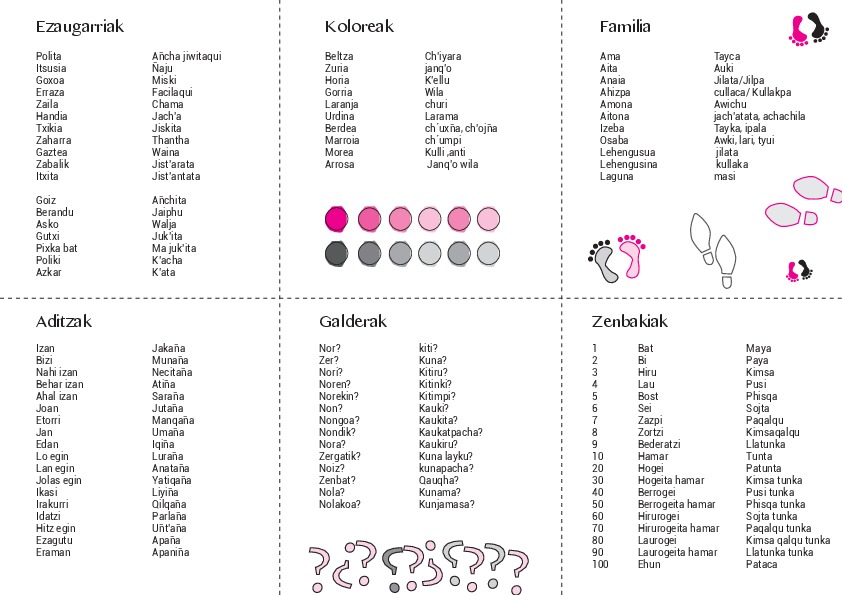 Ezaugarriak
Polita Añcha jiwitaqui
Itsusia Ñaju
Goxoa Miski
Erraza Facilaqui
Zaila Chama
Handia Jach'a
Txikia Jiskita
Zaharra Thantha
Gaztea Waina
Zabalik Jist'arata
Itxita Jist'antata
Goiz Añchita
Berandu Jaiphu
Asko Walja
Gutxi Juk'ita
Pixka bat Ma juk'ita
Poliki K'acha
Azkar K'ata
Koloreak
Beltza Ch'iyara
Zuria janq'o
Horia K'ellu
Gorria Wila
Laranja churi
Urdina Larama
Berdea ch´uxña, ch'ojña
Marroia ch´umpi
Morea Kulli ,anti
Arrosa Janq'o wila
Familia
Ama Tayca
Aita Auki
Anaia Jilata/Jilpa
Ahizpa cullaca/ Kullakpa
Amona Awichu
Aitona jach'atata, achachila
Izeba Tayka, ipala
Osaba Awki, lari, tyui
Lehengusua jilata
Lehengusina kullaka
Laguna masi
Aditzak
Izan Jakaña
Bizi Munaña
Nahi izan Necitaña
Behar izan Atiña
Ahal izan Saraña
Joan Jutaña
Etorri Manqaña
Jan Umaña
Edan Iqiña
Lo egin Luraña
Lan egin Anataña
Jolas egin Yatiqaña
Ikasi Liyiña
Irakurri Qilqaña
Idatzi Parlaña
Hitz egin Uñt'aña
Ezagutu Apaña
Eraman Apaniña
Galderak
Nor? kiti?
Zer? Kuna?
Nori? Kitiru?
Noren? Kitinki?
Norekin? Kitimpi?
Non? Kauki?
Nongoa? Kaukita?
Nondik? Kaukatpacha?
Nora? Kaukiru?
Zergatik? Kuna layku?
Noiz? kunapacha?
Zenbat? Qauqha?
Nola? Kunama?
Nolakoa? Kunjamasa?
Zenbakiak
1 Bat Maya
2 Bi Paya
3 Hiru Kimsa
4 Lau Pusi
5 Bost Phisqa
6 Sei Sojta
7 Zazpi Paqalqu
8 Zortzi Kimsaqalqu
9 Bederatzi Llatunka
10 Hamar Tunta
20 Hogei Patunta
30 Hogeita hamar Kimsa tunka
40 Berrogei Pusi tunka
50 Berrogeita hamar Phisqa tunka
60 Hirurogei Sojta tunka
70 Hirurogeita hamar Paqalqu tunka
80 Laurogei Kimsa qalqu tunka
90 Laurogeita hamar Llatunka tunka
100 Ehun Pataca